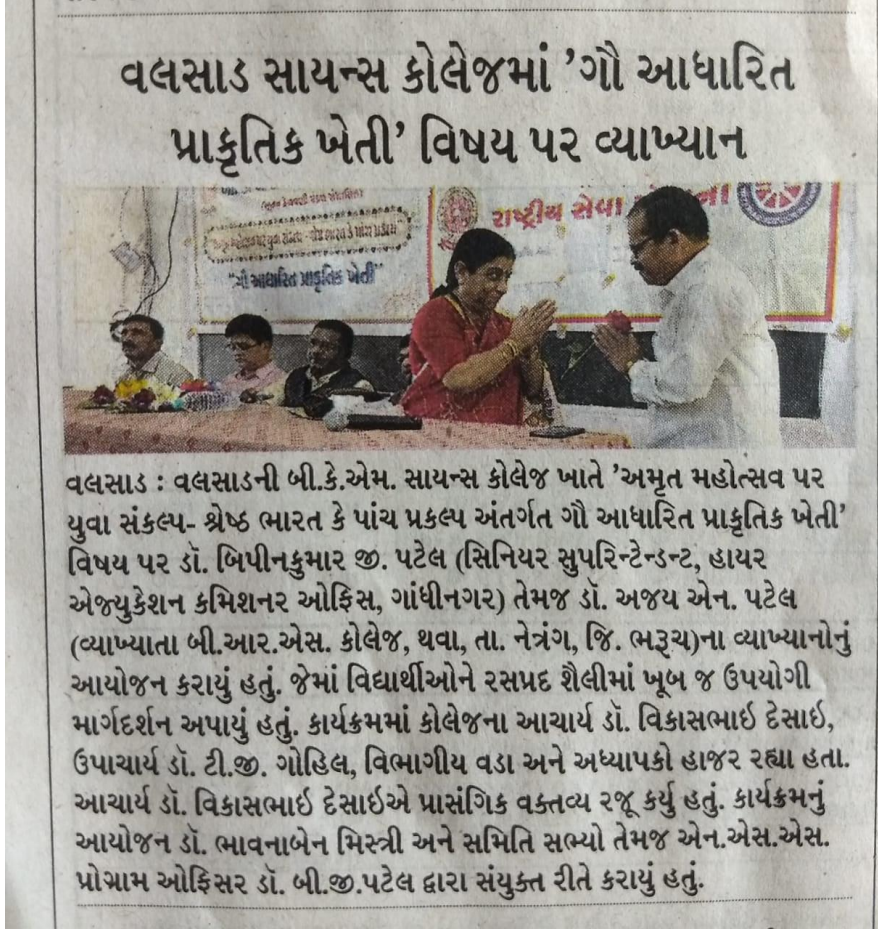 વલસાડ સાયન્સ કોલેજમાં 'ગૌ આધારિત
પ્રાકૃતિક ખેતી' વિષય પર વ્યાખ્યાન
રાષ્ટ્રીય સેવા
"ગૌ આધારિત પ્રાકૃતિક ખેતી"
વલસાડ : વલસાડની બી.કે.એમ. સાયન્સ કોલેજ ખાતે 'અમૃત મહોત્સવ પર
યુવા સંકલ્પ- શ્રેષ્ઠ ભારત કે પાંચ પ્રકલ્પ અંતર્ગત ગૌ આધારિત પ્રાકૃતિક ખેતી'
વિષય પર ડૉ. બિપીનકુમાર જી. પટેલ (સિનિયર સુપરિન્ટેન્ડન્ટ, હાયર
એજ્યુકેશન કમિશનર ઓફિસ, ગાંધીનગર) તેમજ ડૉ. અજય એન. પટેલ
(વ્યાખ્યાતા બી.આર.એસ. કોલેજ, થવા, તા. નેત્રંગ, જિ. ભરૂચ)ના વ્યાખ્યાનોનું
આયોજન કરાયું હતું. જેમાં વિદ્યાર્થીઓને રસપ્રદ શૈલીમાં ખૂબ જ ઉપયોગી
માર્ગદર્શન અપાયું હતું. કાર્યક્રમમાં કોલેજના આચાર્ય ડૉ. વિકાસભાઇ દેસાઇ,
ઉપાચાર્ય ડૉ. ટી.જી. ગોહિલ, વિભાગીય વડા અને અધ્યાપકો હાજર રહ્યા હતા.
આચાર્ય ડૉ. વિકાસભાઇ દેસાઇએ પ્રાસંગિક વક્તવ્ય રજૂ કર્યુ હતું. કાર્યક્રમનું
આયોજન ડૉ. ભાવનાબેન મિસ્ત્રી અને સમિતિ સભ્યો તેમજ એન.એસ.એસ.
પ્રોગ્રામ ઓફિસર ડૉ. બી.જી.પટેલ દ્વારા સંયુક્ત રીતે કરાયું હતું.